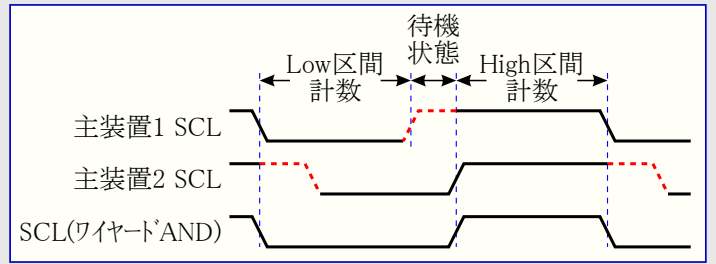 待機
状態
Low区間
計数
High区間
計数
主装置1 SCL
主装置2 SCL
SCL(ワイヤードAND)